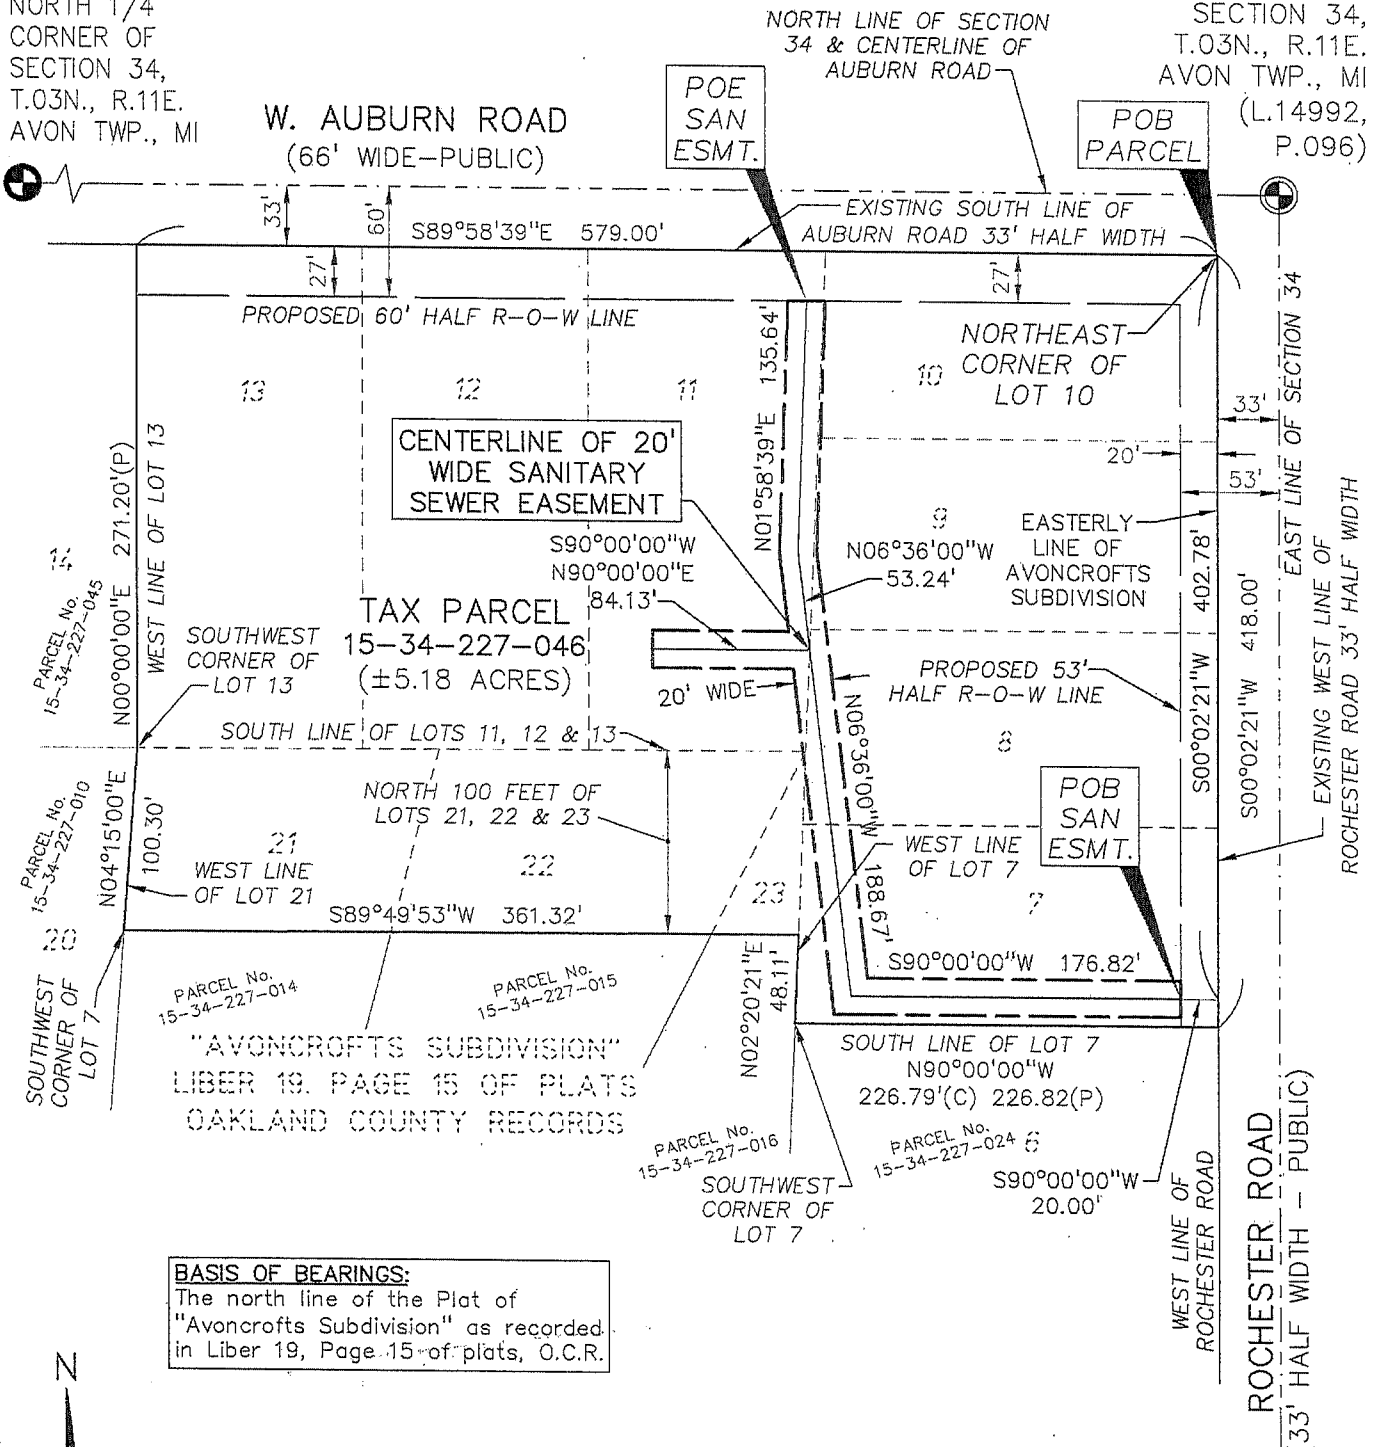 NORTH 1/4
CORNER OF
SECTION 34,
T.03N., R.11E.
AVON TWP., MI
W. AUBURN ROAD
(66' WIDE-PUBLIC)
NORTH LINE OF SECTION
34 & CENTERLINE OF
AUBURN ROAD
SECTION 34,
T.03N., R.11E.
AVON TWP., MI
(L.14992,
P.096)
POE
SAN
ESMT.
POB
PARCEL
33'
60'
S89°58'39"E 579.00'
EXISTING SOUTH LINE OF
AUBURN ROAD 33' HALF WIDTH
27'
27'
PROPOSED 60' HALF R-O-W LINE
NORTHEAST
CORNER OF
LOT 10
13
12
11
10
N01°58'39"E 135.64'
33'
20'
53'
EAST LINE OF SECTION 34
CENTERLINE OF 20'
WIDE SANITARY
SEWER EASEMENT
N00°00'00"E 271.20'(P)
WEST LINE OF LOT 13
14
PARCEL No.
15-34-227-045
S90°00'00"W
N90°00'00"E
84.13'
9
N06°36'00"W
53.24'
EASTERLY
LINE OF
AVONCROFTS
SUBDIVISION
S00°02'21"W 402.78'
S00°02'21"W 418.00'
EXISTING WEST LINE OF
ROCHESTER ROAD 33' HALF WIDTH
TAX PARCEL
15-34-227-046
(±5.18 ACRES)
SOUTHWEST
CORNER OF
LOT 13
20' WIDE
PROPOSED 53'
HALF R-O-W LINE
8
SOUTH LINE OF LOTS 11, 12 & 13
NORTH 100 FEET OF
LOTS 21, 22 & 23
N06°36'00"W 188.67'
POB
SAN
ESMT.
PARCEL No.
15-34-227-010
N04°15'00"E
100.30'
21
WEST LINE
OF LOT 21
22
23
WEST LINE
OF LOT 7
7
S89°49'53"W 361.32'
20
SOUTHWEST
CORNER OF
LOT 7
N02°20'21"E
48.11'
S90°00'00"W 176.82'
PARCEL No.
15-34-227-014
PARCEL No.
15-34-227-015
"AVONCROFTS SUBDIVISION"
LIBER 19. PAGE 15 OF PLATS
OAKLAND COUNTY RECORDS
SOUTH LINE OF LOT 7
N90°00'00"W
226.79'(C) 226.82(P)
PARCEL No.
15-34-227-016
PARCEL No.
15-34-227-024
6
SOUTHWEST
CORNER OF
LOT 7
S90°00'00"W
20.00'
WEST LINE OF
ROCHESTER ROAD
ROCHESTER ROAD
33' HALF WIDTH - PUBLIC)
BASIS OF BEARINGS:
The north line of the Plat of
"Avoncrofts Subdivision" as recorded
in Liber 19, Page 15 of plats, O.C.R.
N